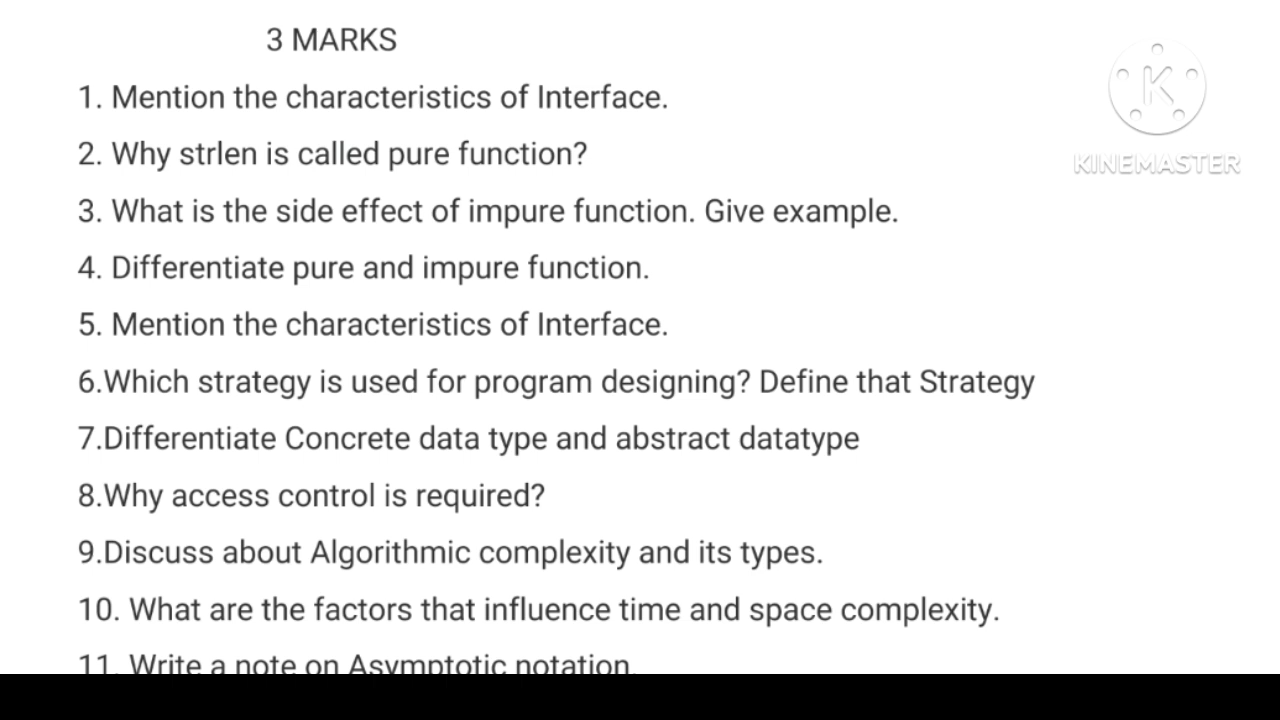 3 MARKS
1. Mention the characteristics of Interface.
2. Why strlen is called pure function?
3. What is the side effect of impure function. Give example.
4. Differentiate pure and impure function.
5. Mention the characteristics of Interface.
6.Which strategy is used for program designing? Define that Strategy
7.Differentiate Concrete data type and abstract datatype
8.Why access control is required?
9.Discuss about Algorithmic complexity and its types.
10. What are the factors that influence time and space complexity.
11. Write a note on Asymptotic notation.
K
KINEMASTER